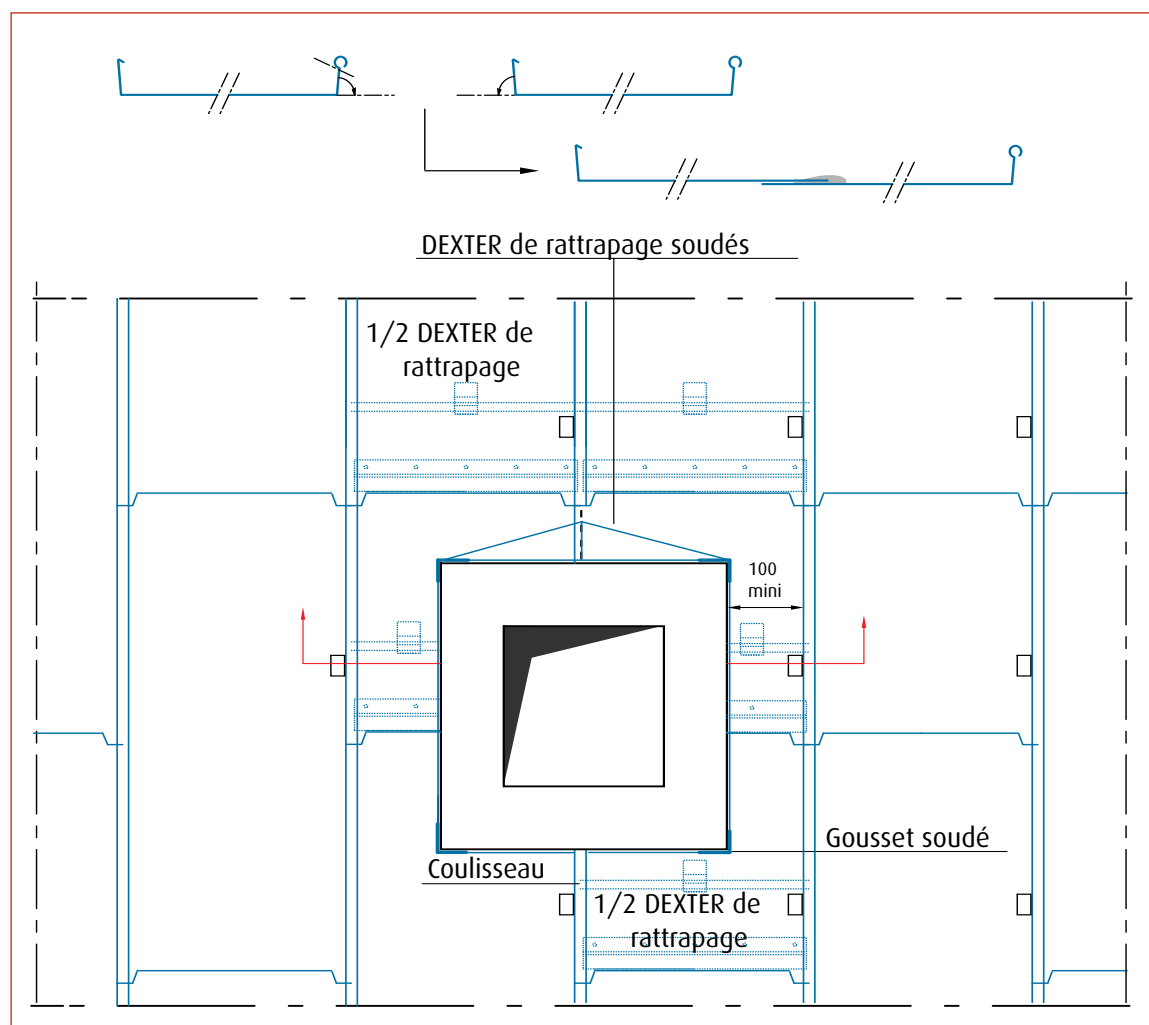 DEXTER de rattrapage soudés
1/2 DEXTER de
rattrapage
100
mini
Gousset soudé
Coulisseau
1/2 DEXTER de
rattrapage